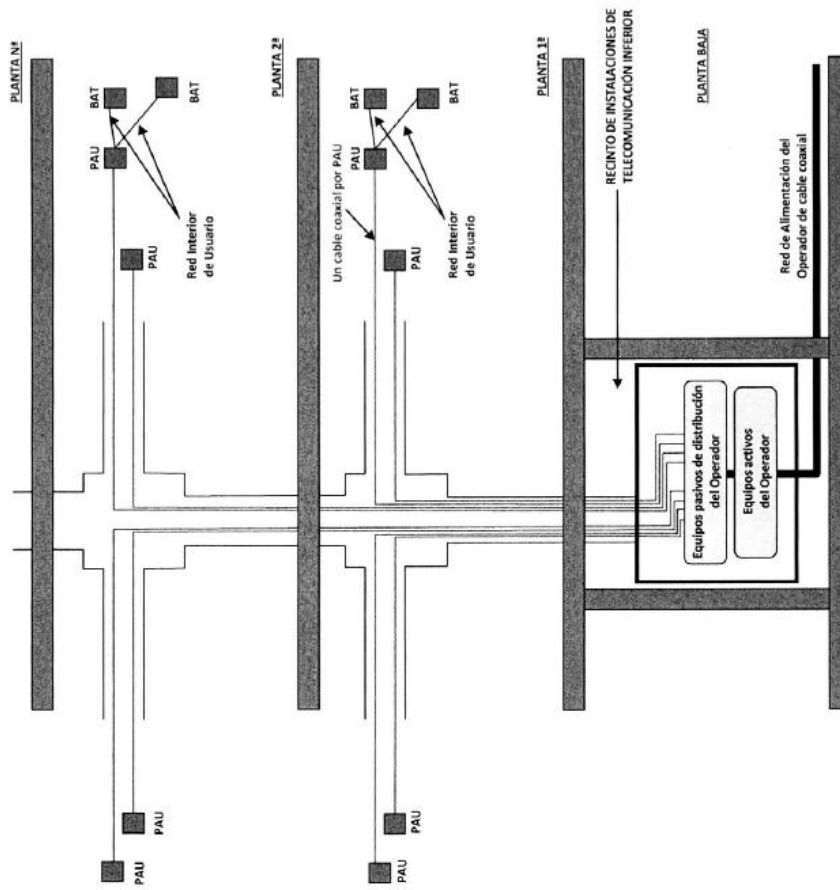 PLANTA Nª
BAT
BAT
PAU
PAU
Red Interior
de Usuario
PAU
PAU
PLANTA 2ª
BAT
BAT
PAU
Un cable coaxial por PAU
PAU
Red Interior
de Usuario
PAU
PAU
PLANTA 1ª
RECINTO DE INSTALACIONES DE
TELECOMUNICACIÓN INFERIOR
PLANTA BAJA
Equipos pasivos de distribución
del Operador
Equipos activos
del Operador
Red de Alimentación del
Operador de cable coaxial